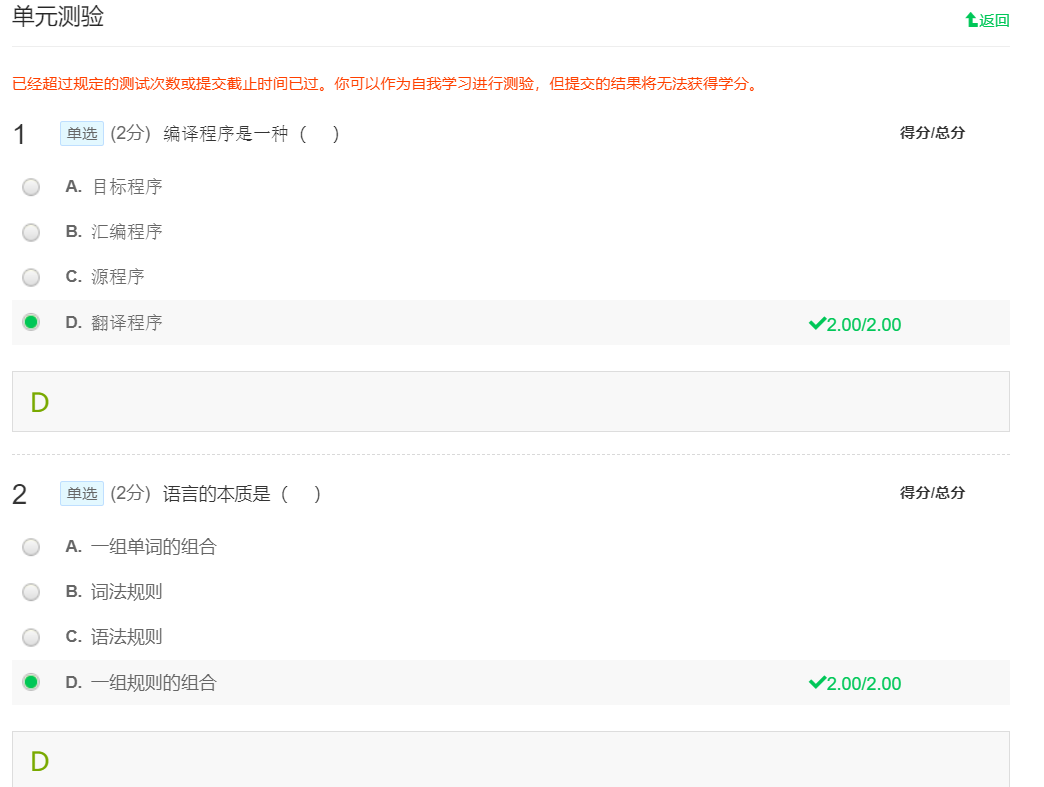 单元测验
返回
已经超过规定的测试次数或提交截止时间已过。你可以作为自我学习进行测验，但提交的结果将无法获得学分。
1 单选 (2分) 编译程序是一种（ ） 得分/总分
A. 目标程序
B. 汇编程序
C. 源程序
D. 翻译程序 2.00/2.00
D
2 单选 (2分) 语言的本质是（ ） 得分/总分
A. 一组单词的组合
B. 词法规则
C. 语法规则
D. 一组规则的组合 2.00/2.00
D